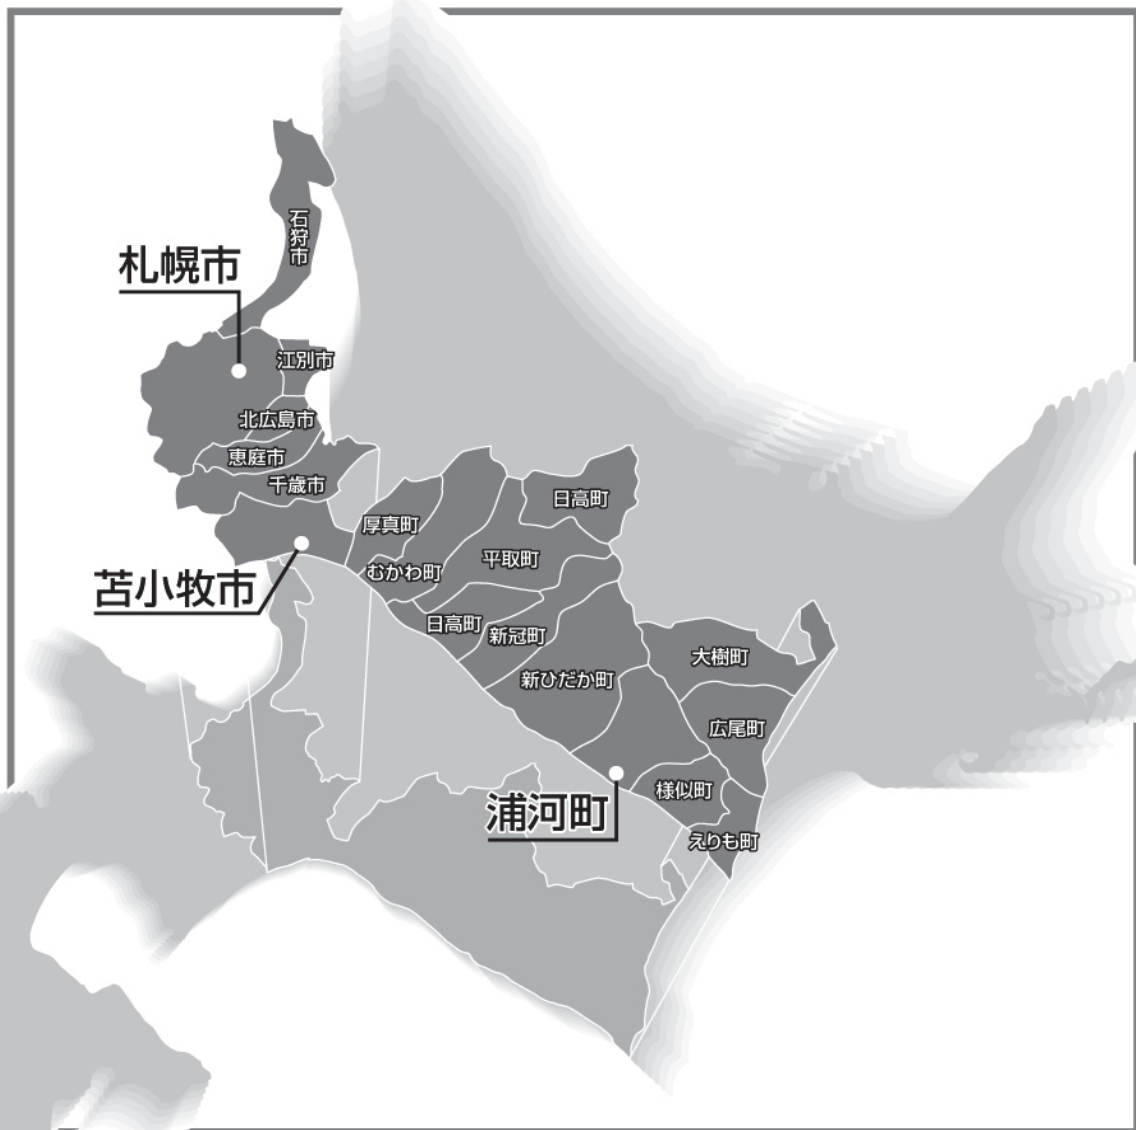 石狩市
札幌市
江別市
北広島市
恵庭市
千歳市
日高町
厚真町
平取町
むかわ町
苫小牧市
日高町
新冠町
大樹町
新ひだか町
広尾町
様似町
浦河町
えりも町